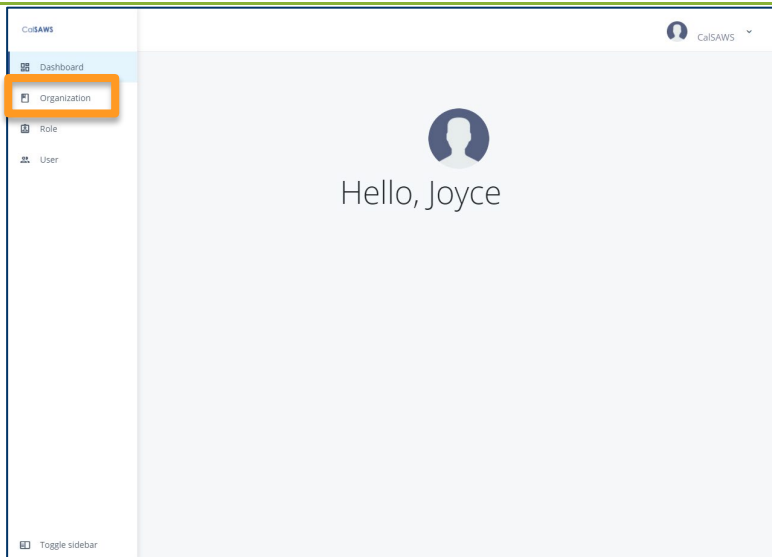 CalSAWS
CalSAWS
Dashboard
Organization
Role
User
Hello, Joyce
Toggle sidebar